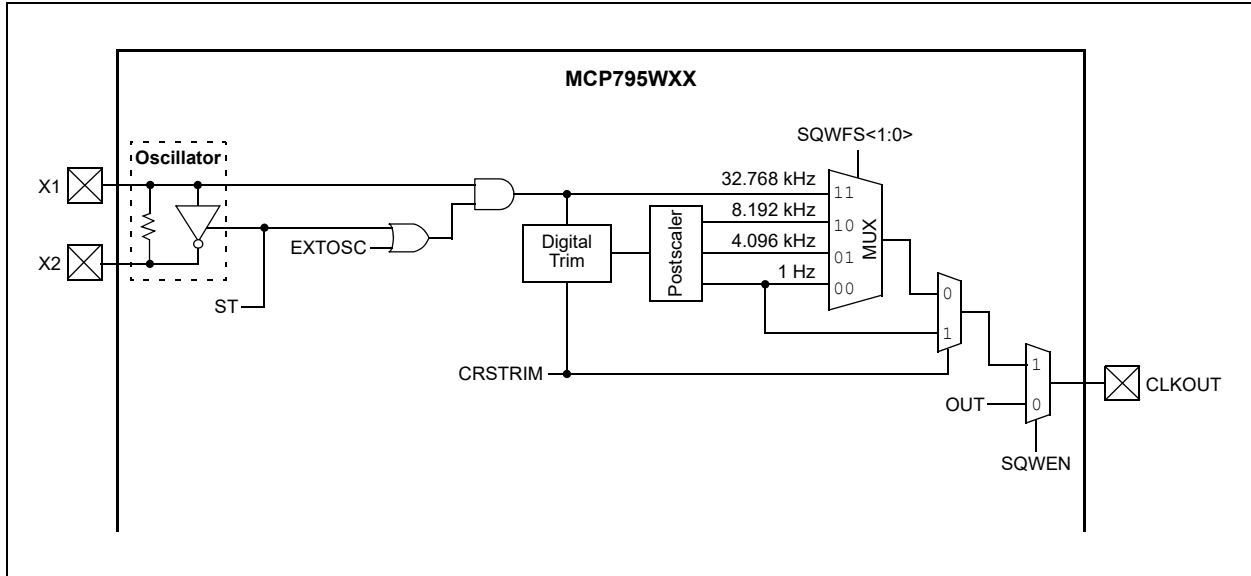 MCP795WXX
SQWFS<1:0>
Oscillator
X1
X2
ST
EXTOSC
Digital
Trim
Postscaler
32.768 kHz
8.192 kHz
4.096 kHz
1 Hz
11
10
01
00
MUX
CRSTRIM
0
1
1
0
OUT
SQWEN
CLKOUT